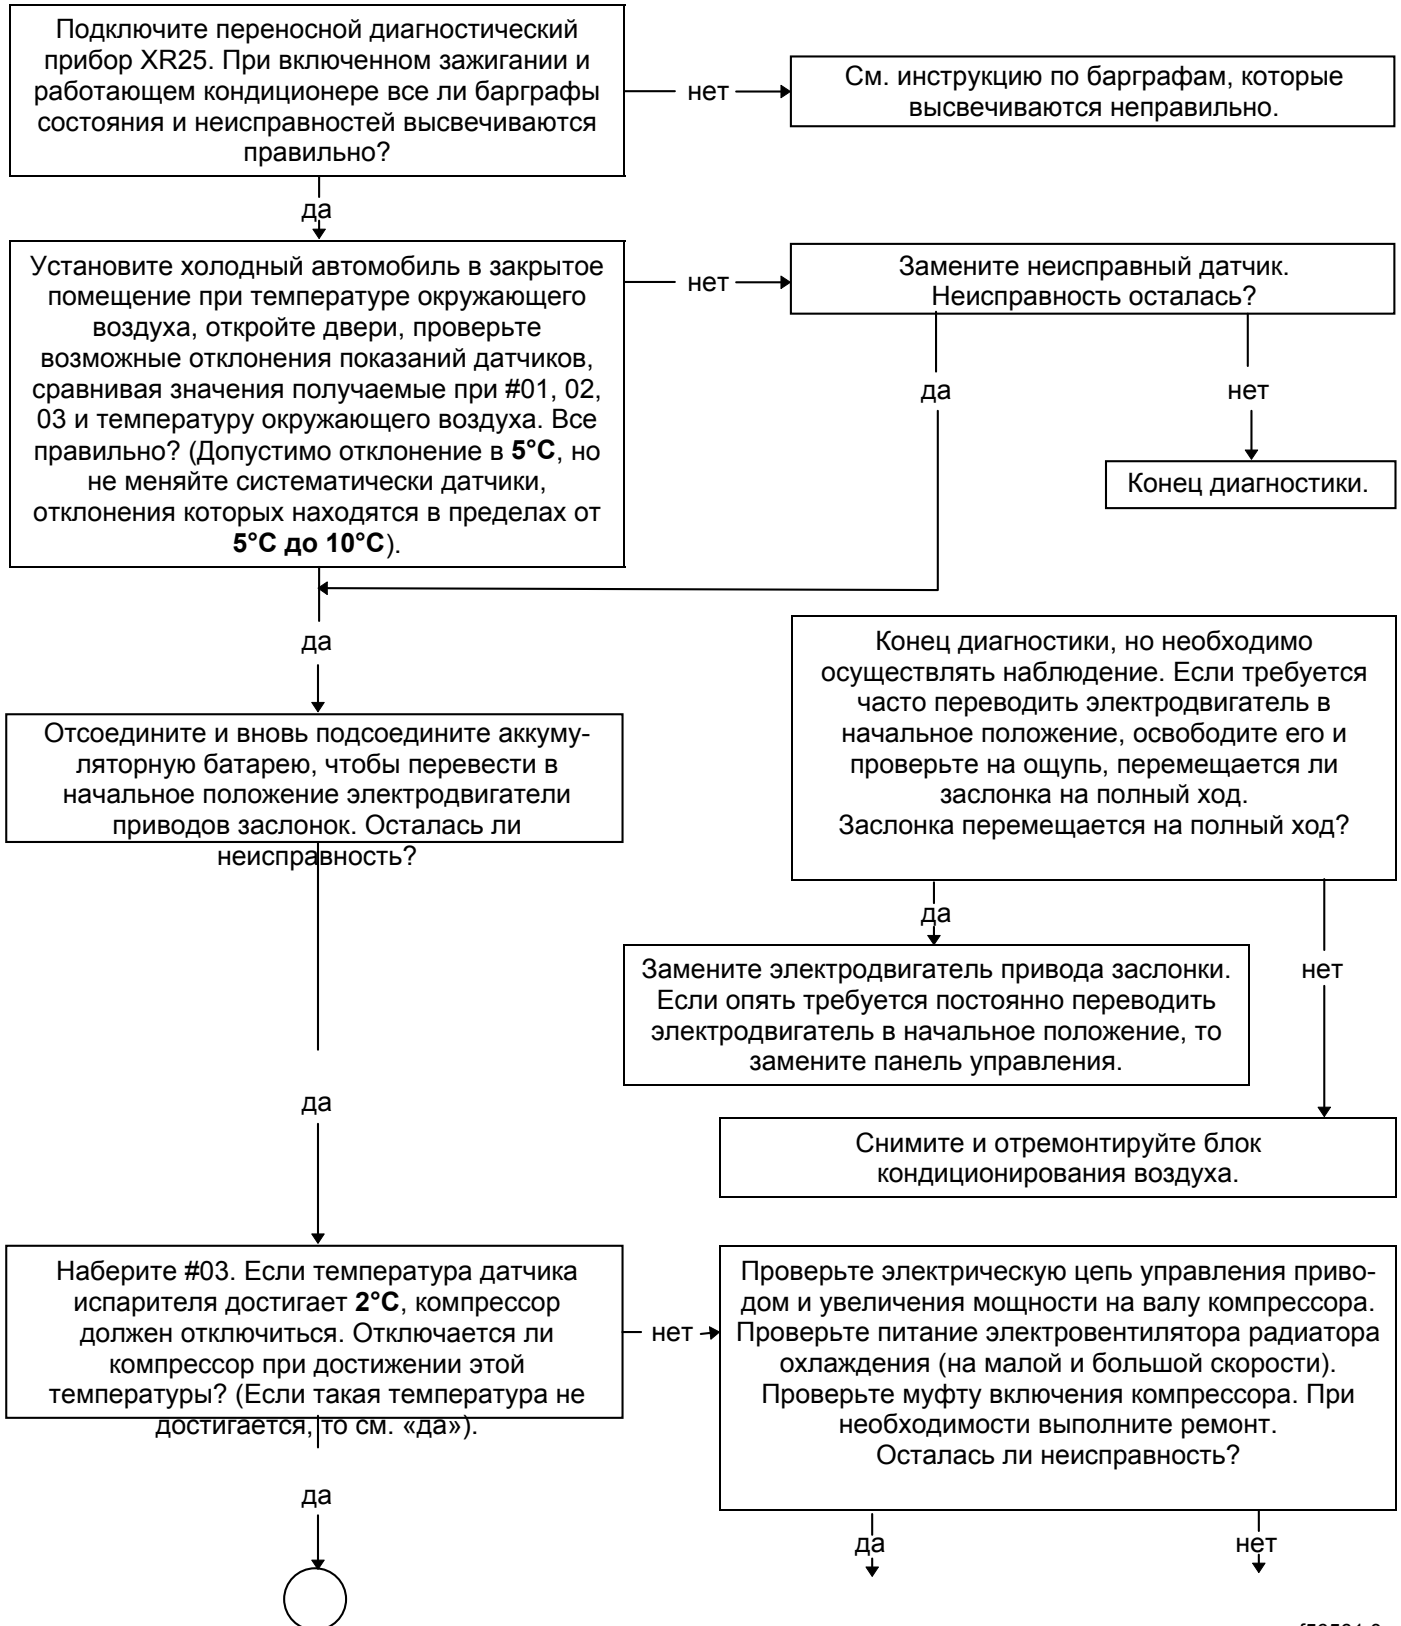 Подключите переносной диагностический
прибор XR25. При включенном зажигании и
работающем кондиционере все ли барграфы
состояния и неисправностей высвечиваются
правильно?
нет
См. инструкцию по барграфам, которые
высвечиваются неправильно.
да
Установите холодный автомобиль в закрытое
помещение при температуре окружающего
воздуха, откройте двери, проверьте
возможные отклонения показаний датчиков,
сравнивая значения получаемые при #01, 02,
03 и температуру окружающего воздуха. Все
правильно? (Допустимо отклонение в 5°C, но
не меняйте систематически датчики,
отклонения которых находятся в пределах от
5°C до 10°C).
нет
Замените неисправный датчик.
Неисправность осталась?
да
нет
Конец диагностики.
да
Отсоедините и вновь подсоедините аккуму-
ляторную батарею, чтобы перевести в
начальное положение электродвигатели
приводов заслонок. Осталась ли
неисправность?
Конец диагностики, но необходимо
осуществлять наблюдение. Если требуется
часто переводить электродвигатель в
начальное положение, освободите его и
проверьте на ощупь, перемещается ли
заслонка на полный ход.
Заслонка перемещается на полный ход?
да
нет
Замените электродвигатель привода заслонки.
Если опять требуется постоянно переводить
электродвигатель в начальное положение, то
замените панель управления.
да
Снимите и отремонтируйте блок
кондиционирования воздуха.
Наберите #03. Если температура датчика
испарителя достигает 2°C, компрессор
должен отключиться. Отключается ли
компрессор при достижении этой
температуры? (Если такая температура не
достигается, то см. «да»).
нет
Проверьте электрическую цепь управления приво-
дом и увеличения мощности на валу компрессора.
Проверьте питание электровентилятора радиатора
охлаждения (на малой и большой скорости).
Проверьте муфту включения компрессора. При
необходимости выполните ремонт.
Осталась ли неисправность?
да
да
нет